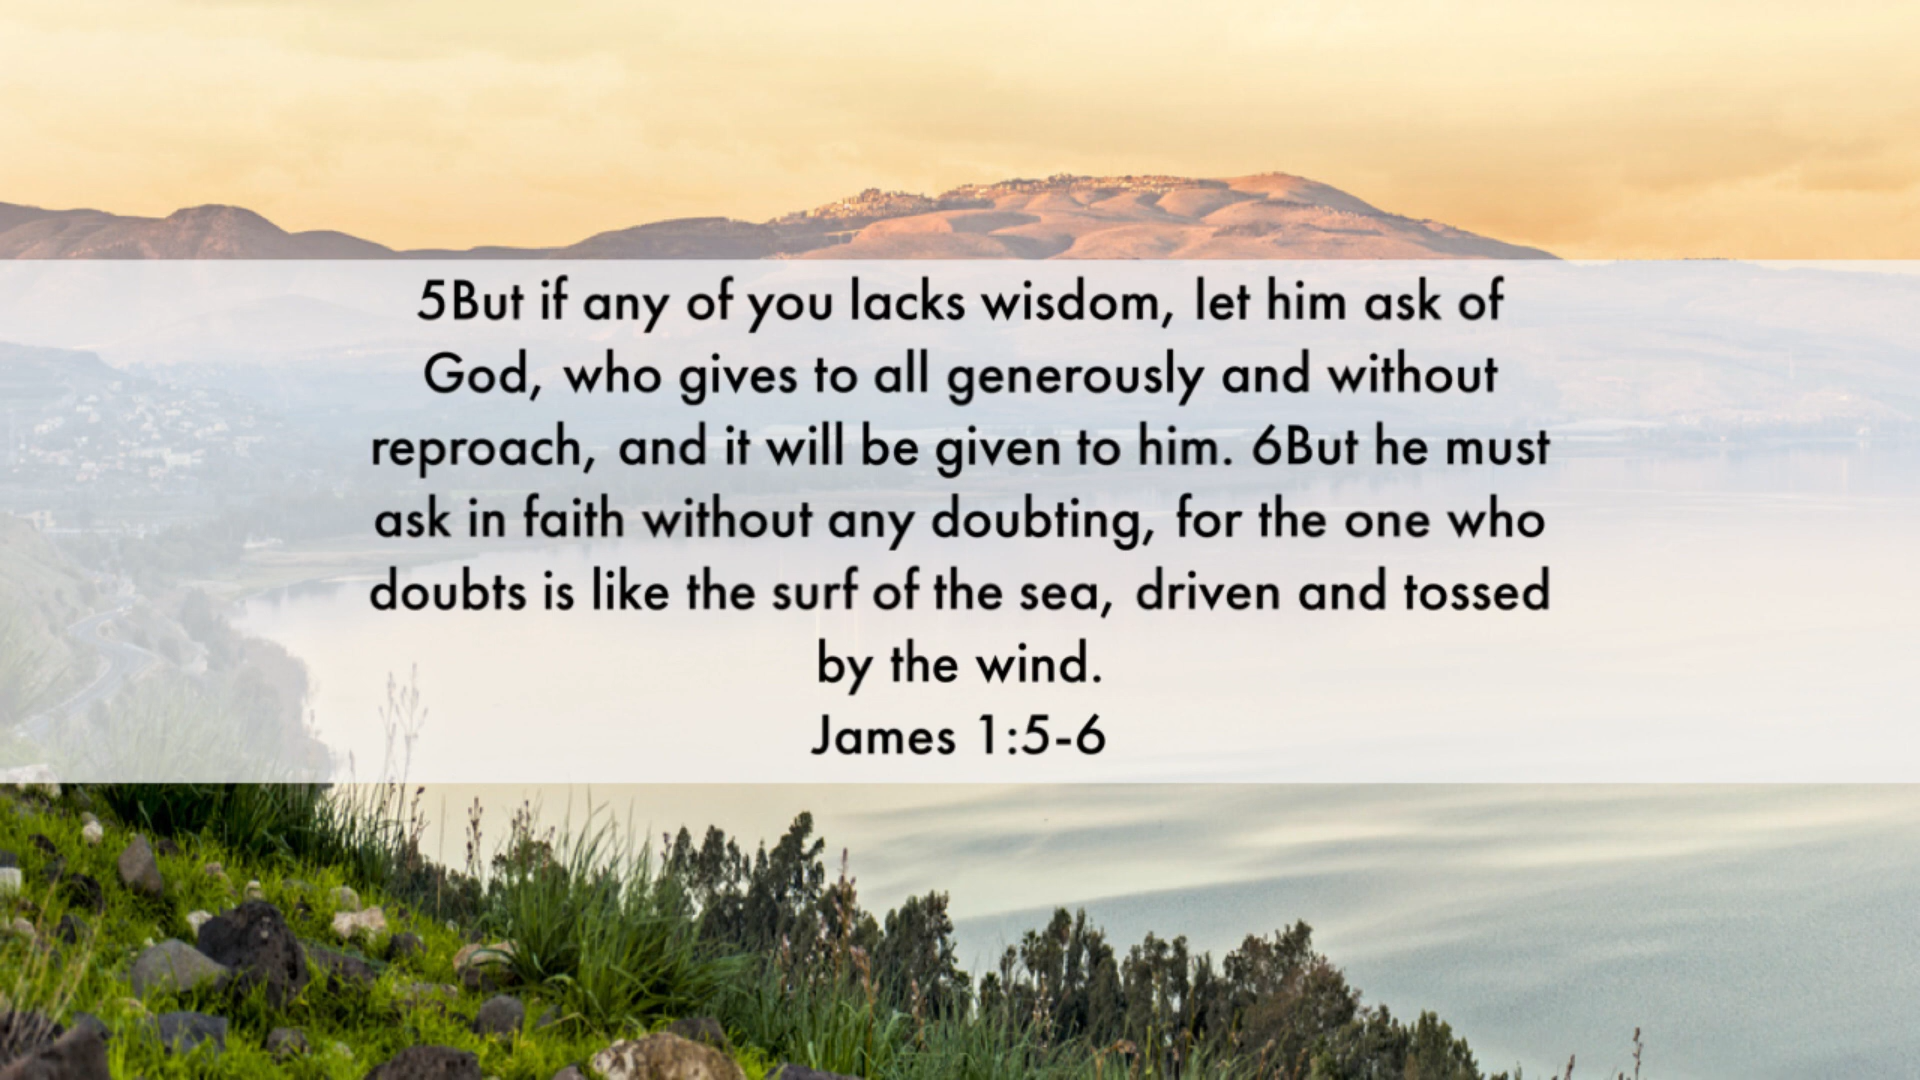 5But if any of you lacks wisdom, let him ask of
God, who gives to all generously and without
reproach, and it will be given to him. 6But he must
ask in faith without any doubting, for the one who
doubts is like the surf of the sea, driven and tossed
by the wind.
James 1:5-6